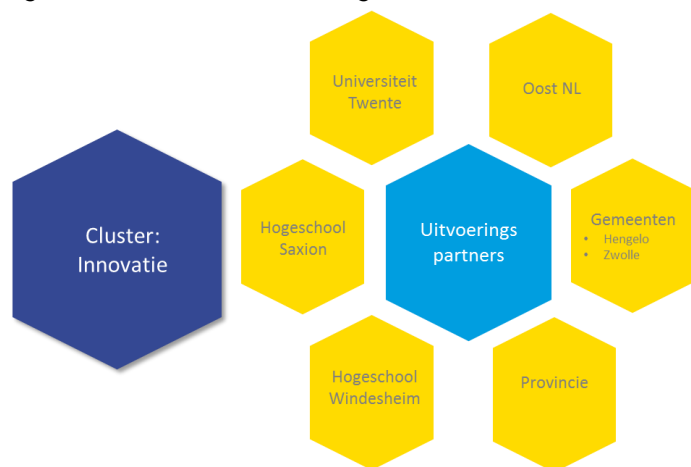 Universiteit
Twente
Oost NL
Cluster:
Innovatie
Hogeschool
Saxion
Uitvoerings
partners
Gemeenten
• Hengelo
• Zwolle
Hogeschool
Windesheim
Provincie